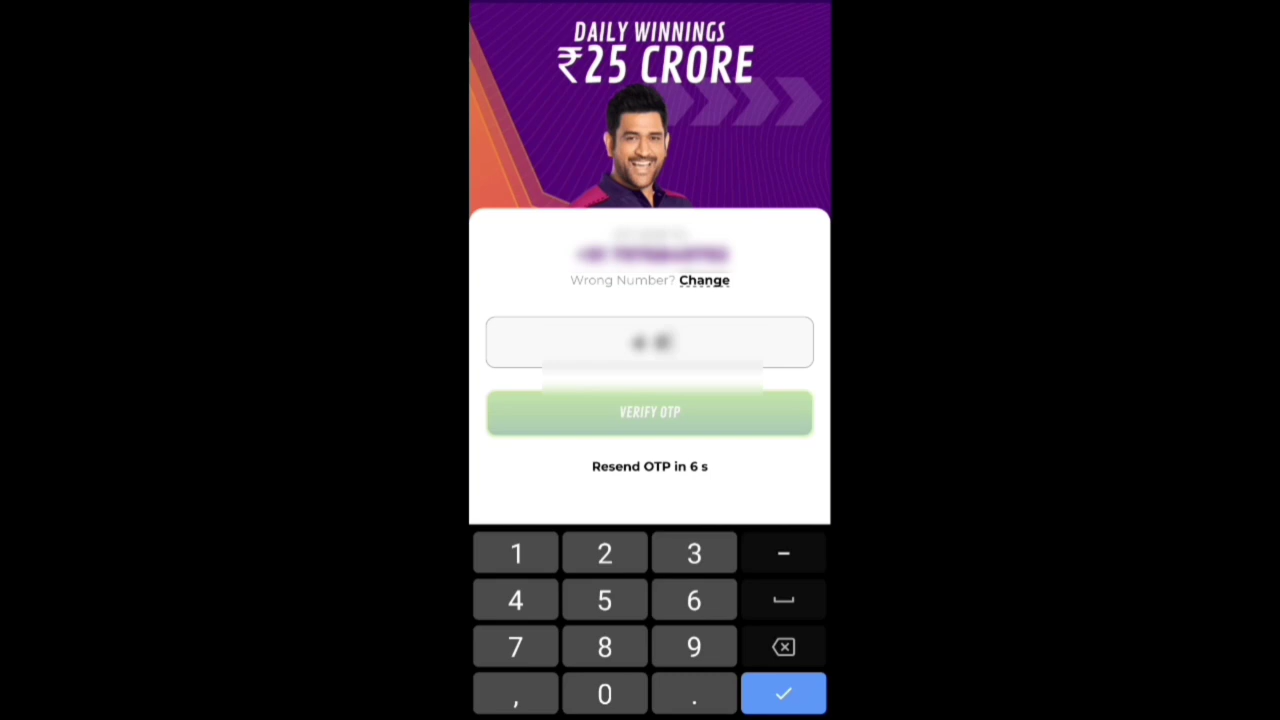 DAILY WINNINGS
₹25 CRORE
Wrong Number? Change
VERIFY OTP
Resend OTP in 6 s
1 2 3 -
4 5 6
7 8 9
, 0 .